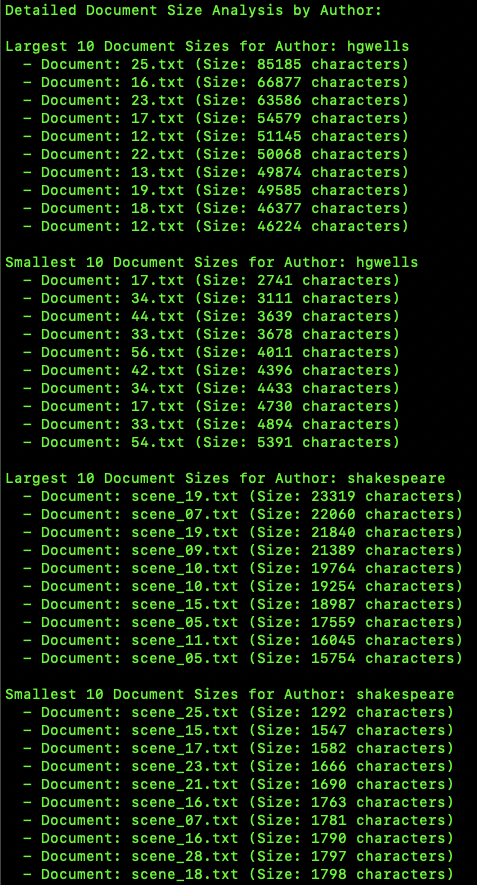 Detailed Document Size Analysis by Author:

Largest 10 Document Sizes for Author: hgwells
  - Document: 25.txt (Size: 85185 characters)
  - Document: 16.txt (Size: 66877 characters)
  - Document: 23.txt (Size: 63586 characters)
  - Document: 17.txt (Size: 54579 characters)
  - Document: 12.txt (Size: 51145 characters)
  - Document: 22.txt (Size: 50068 characters)
  - Document: 13.txt (Size: 49874 characters)
  - Document: 19.txt (Size: 49585 characters)
  - Document: 18.txt (Size: 46377 characters)
  - Document: 12.txt (Size: 46224 characters)

Smallest 10 Document Sizes for Author: hgwells
  - Document: 17.txt (Size: 2741 characters)
  - Document: 34.txt (Size: 3111 characters)
  - Document: 44.txt (Size: 3639 characters)
  - Document: 33.txt (Size: 3678 characters)
  - Document: 56.txt (Size: 4011 characters)
  - Document: 42.txt (Size: 4396 characters)
  - Document: 34.txt (Size: 4433 characters)
  - Document: 17.txt (Size: 4730 characters)
  - Document: 33.txt (Size: 4894 characters)
  - Document: 54.txt (Size: 5391 characters)

Largest 10 Document Sizes for Author: shakespeare
  - Document: scene_19.txt (Size: 23319 characters)
  - Document: scene_07.txt (Size: 22060 characters)
  - Document: scene_19.txt (Size: 21840 characters)
  - Document: scene_09.txt (Size: 21389 characters)
  - Document: scene_10.txt (Size: 19764 characters)
  - Document: scene_10.txt (Size: 19254 characters)
  - Document: scene_15.txt (Size: 18987 characters)
  - Document: scene_05.txt (Size: 17559 characters)
  - Document: scene_11.txt (Size: 16045 characters)
  - Document: scene_05.txt (Size: 15754 characters)

Smallest 10 Document Sizes for Author: shakespeare
  - Document: scene_25.txt (Size: 1292 characters)
  - Document: scene_15.txt (Size: 1547 characters)
  - Document: scene_17.txt (Size: 1582 characters)
  - Document: scene_23.txt (Size: 1666 characters)
  - Document: scene_21.txt (Size: 1690 characters)
  - Document: scene_16.txt (Size: 1763 characters)
  - Document: scene_07.txt (Size: 1781 characters)
  - Document: scene_16.txt (Size: 1790 characters)
  - Document: scene_28.txt (Size: 1797 characters)
  - Document: scene_18.txt (Size: 1798 characters)